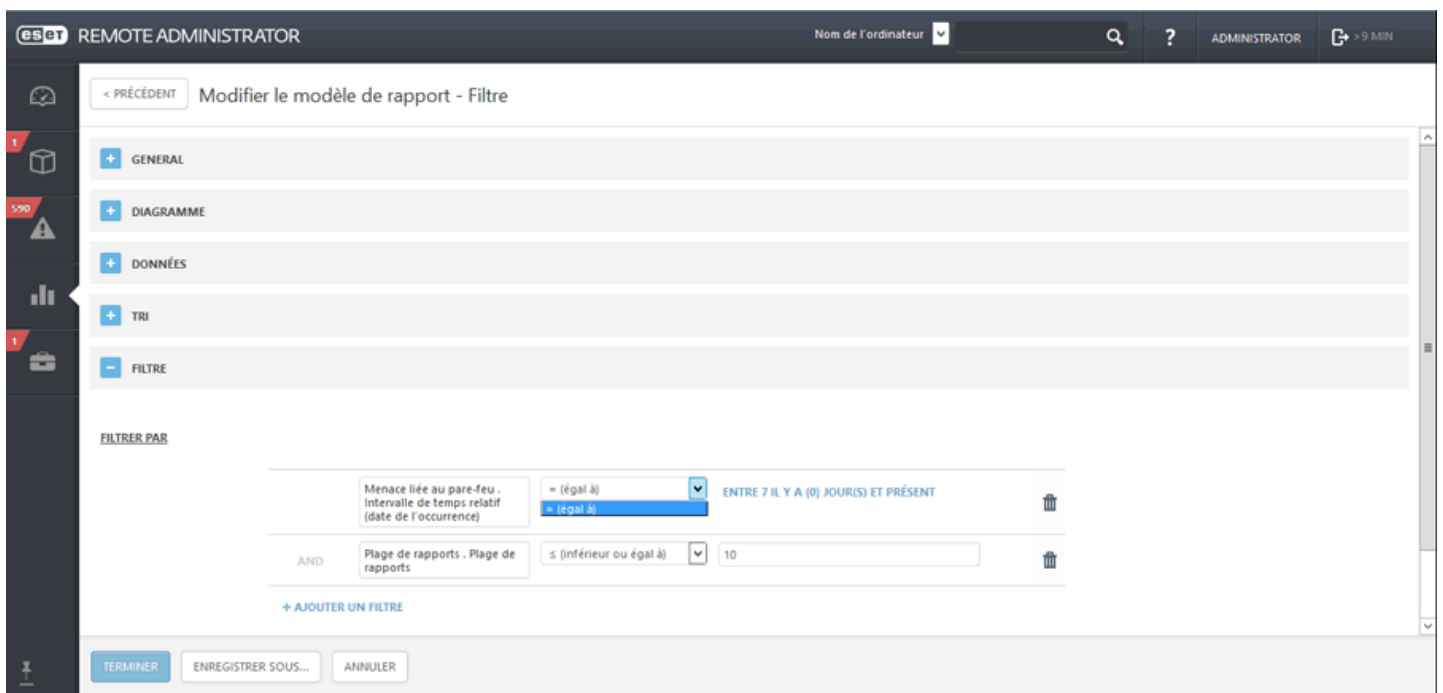 eset REMOTE ADMINISTRATOR
Nom de l'ordinateur
?
ADMINISTRATOR
>9 MIN
< PRÉCÉDENT
Modifier le modèle de rapport - Filtre
1
590
1
+ GENERAL
+ DIAGRAMME
+ DONNÉES
+ TRI
− FILTRE
FILTRER PAR
Menace liée au pare-feu .
Intervalle de temps relatif
(date de l'occurrence)
= (égal à)
= (égal à)
ENTRE 7 IL Y A (0) JOUR(S) ET PRÉSENT
AND
Plage de rapports . Plage de
rapports
≤ (inférieur ou égal à)
10
+ AJOUTER UN FILTRE
TERMINER
ENREGISTRER SOUS...
ANNULER